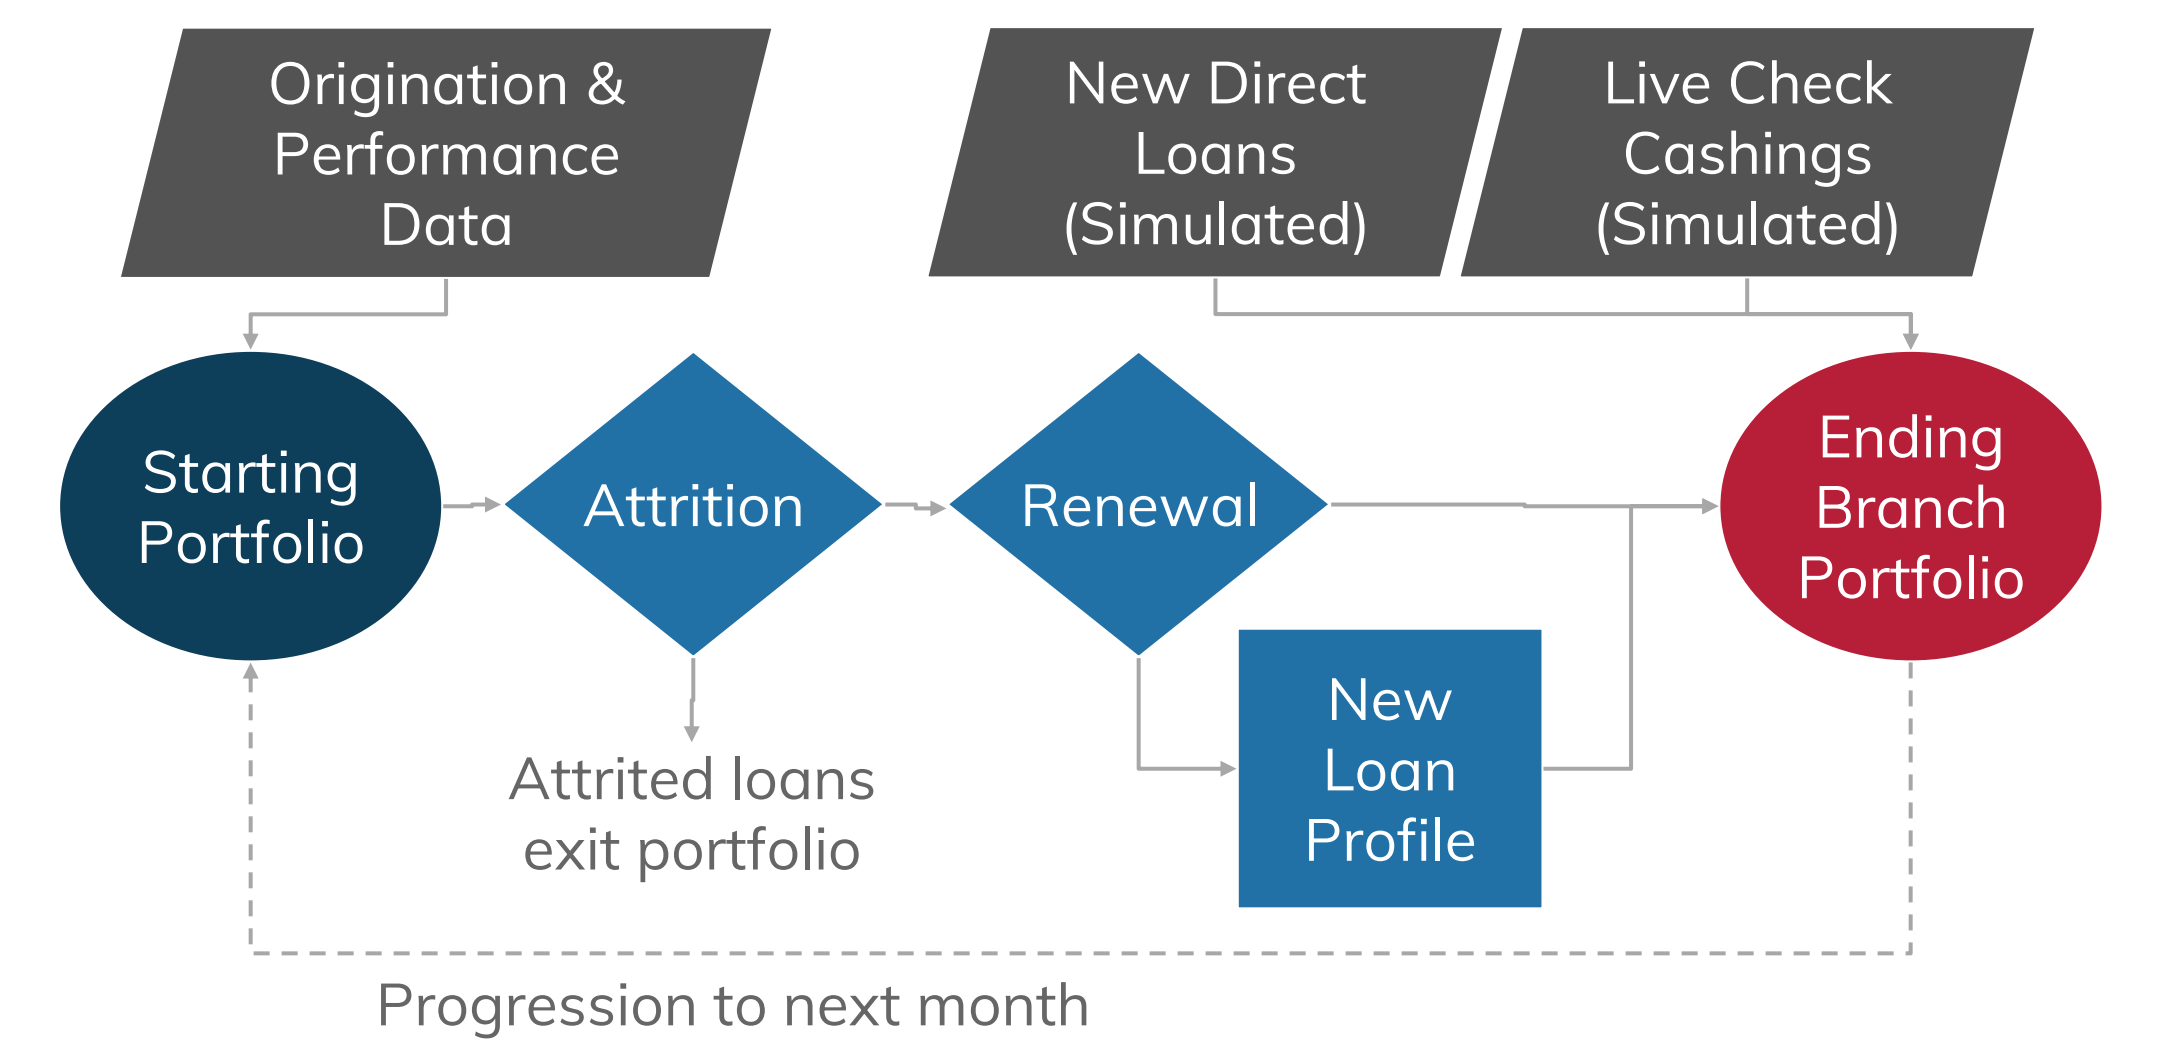 Origination &
Performance
Data
New Direct
Loans
(Simulated)
Live Check
Cashings
(Simulated)
Starting
Portfolio
Attrition
Renewal
Ending
Branch
Portfolio
New
Loan
Profile
Attrited loans
exit portfolio
Progression to next month